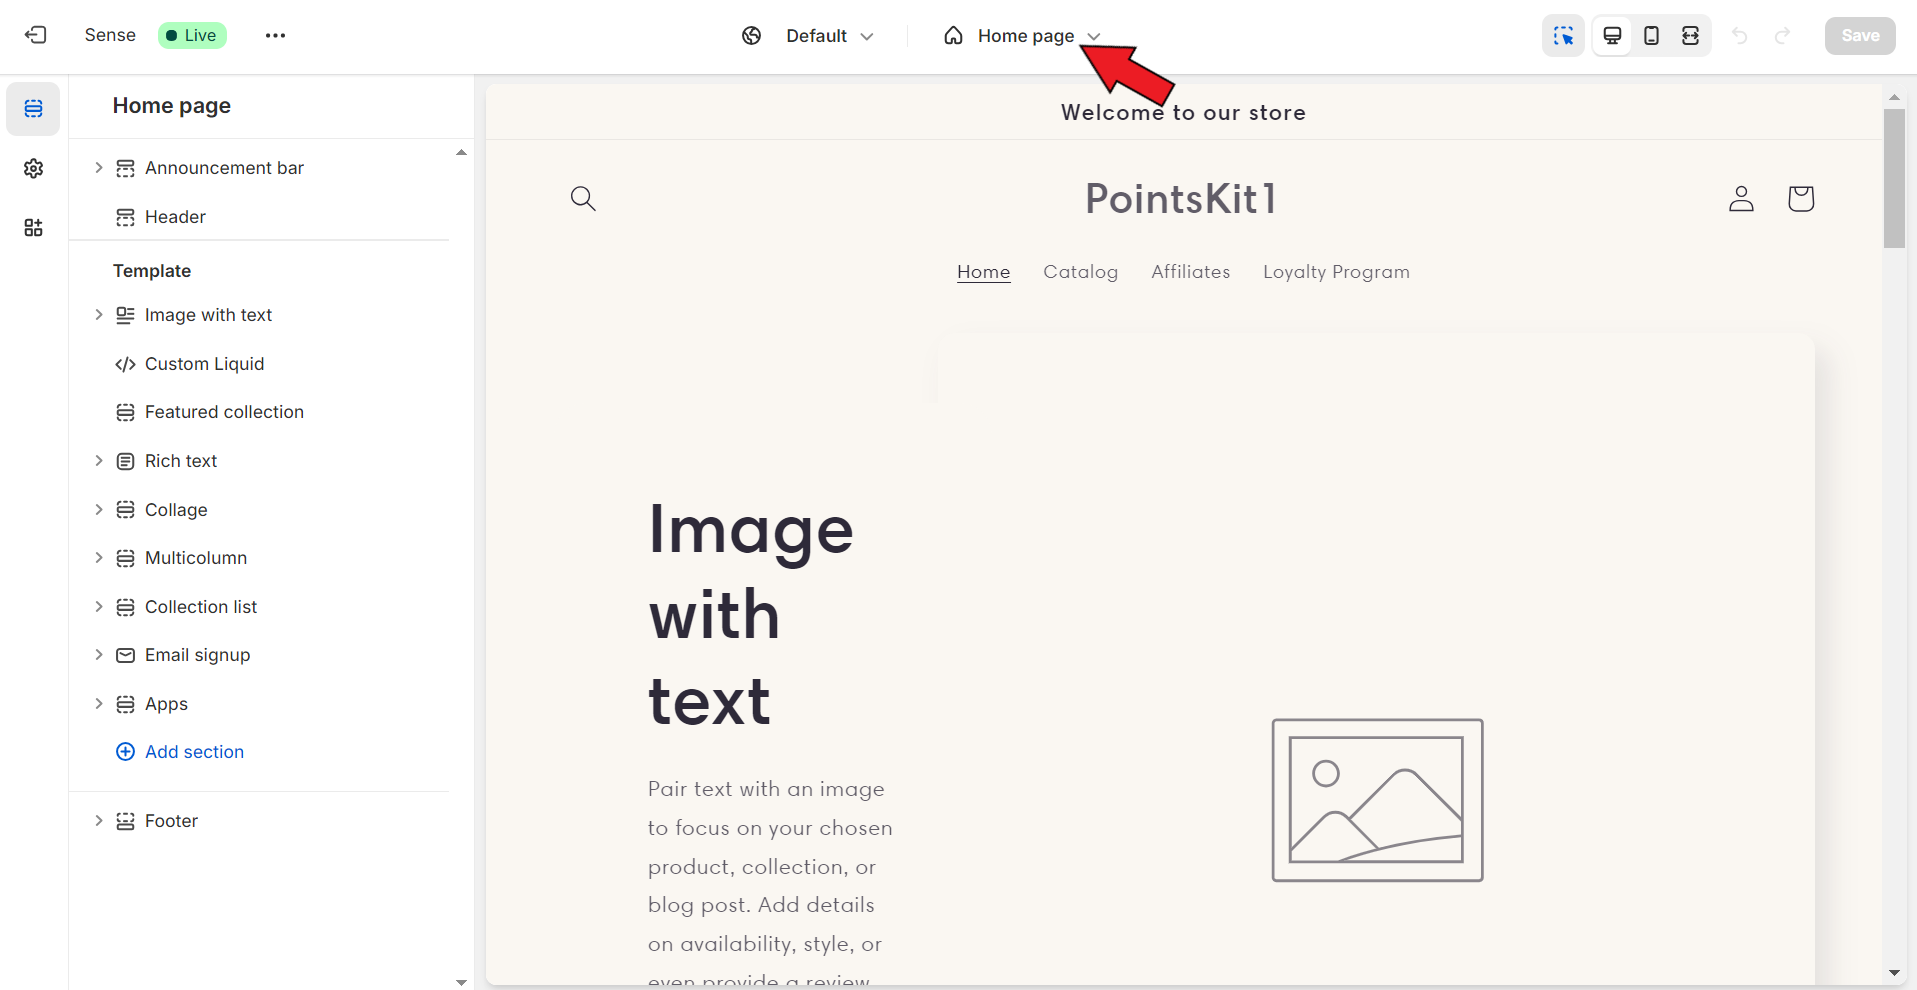 Sense
Live
Default
Home page
Save
Home page
Announcement bar
Header
Template
Image with text
Custom Liquid
Featured collection
Rich text
Collage
Multicolumn
Collection list
Email signup
Apps
Add section
Footer
Welcome to our store
PointsKit1
Home Catalog Affiliates Loyalty Program
Image
with
text
Pair text with an image
to focus on your chosen
product, collection, or
blog post. Add details
on availability, style, or
even provide a review